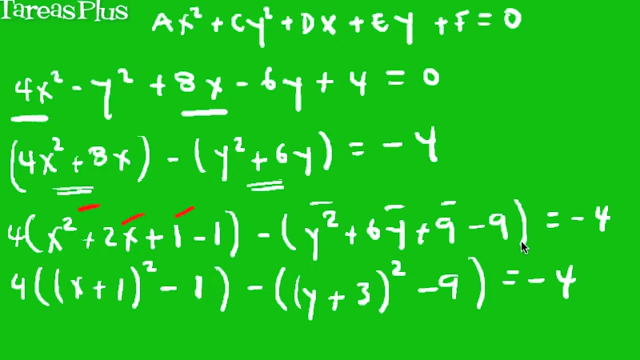 TareasPlus
Ax² + Cy² + Dx + Ey + F = 0
4x² - y² + 8x - 6y + 4 = 0
(4x² + 8x) - (y² + 6y) = - 4
4(x² + 2x + 1 - 1) - (y² + 6y + 9 - 9) = - 4
4((x + 1)² - 1) - ((y + 3)² - 9) = - 4